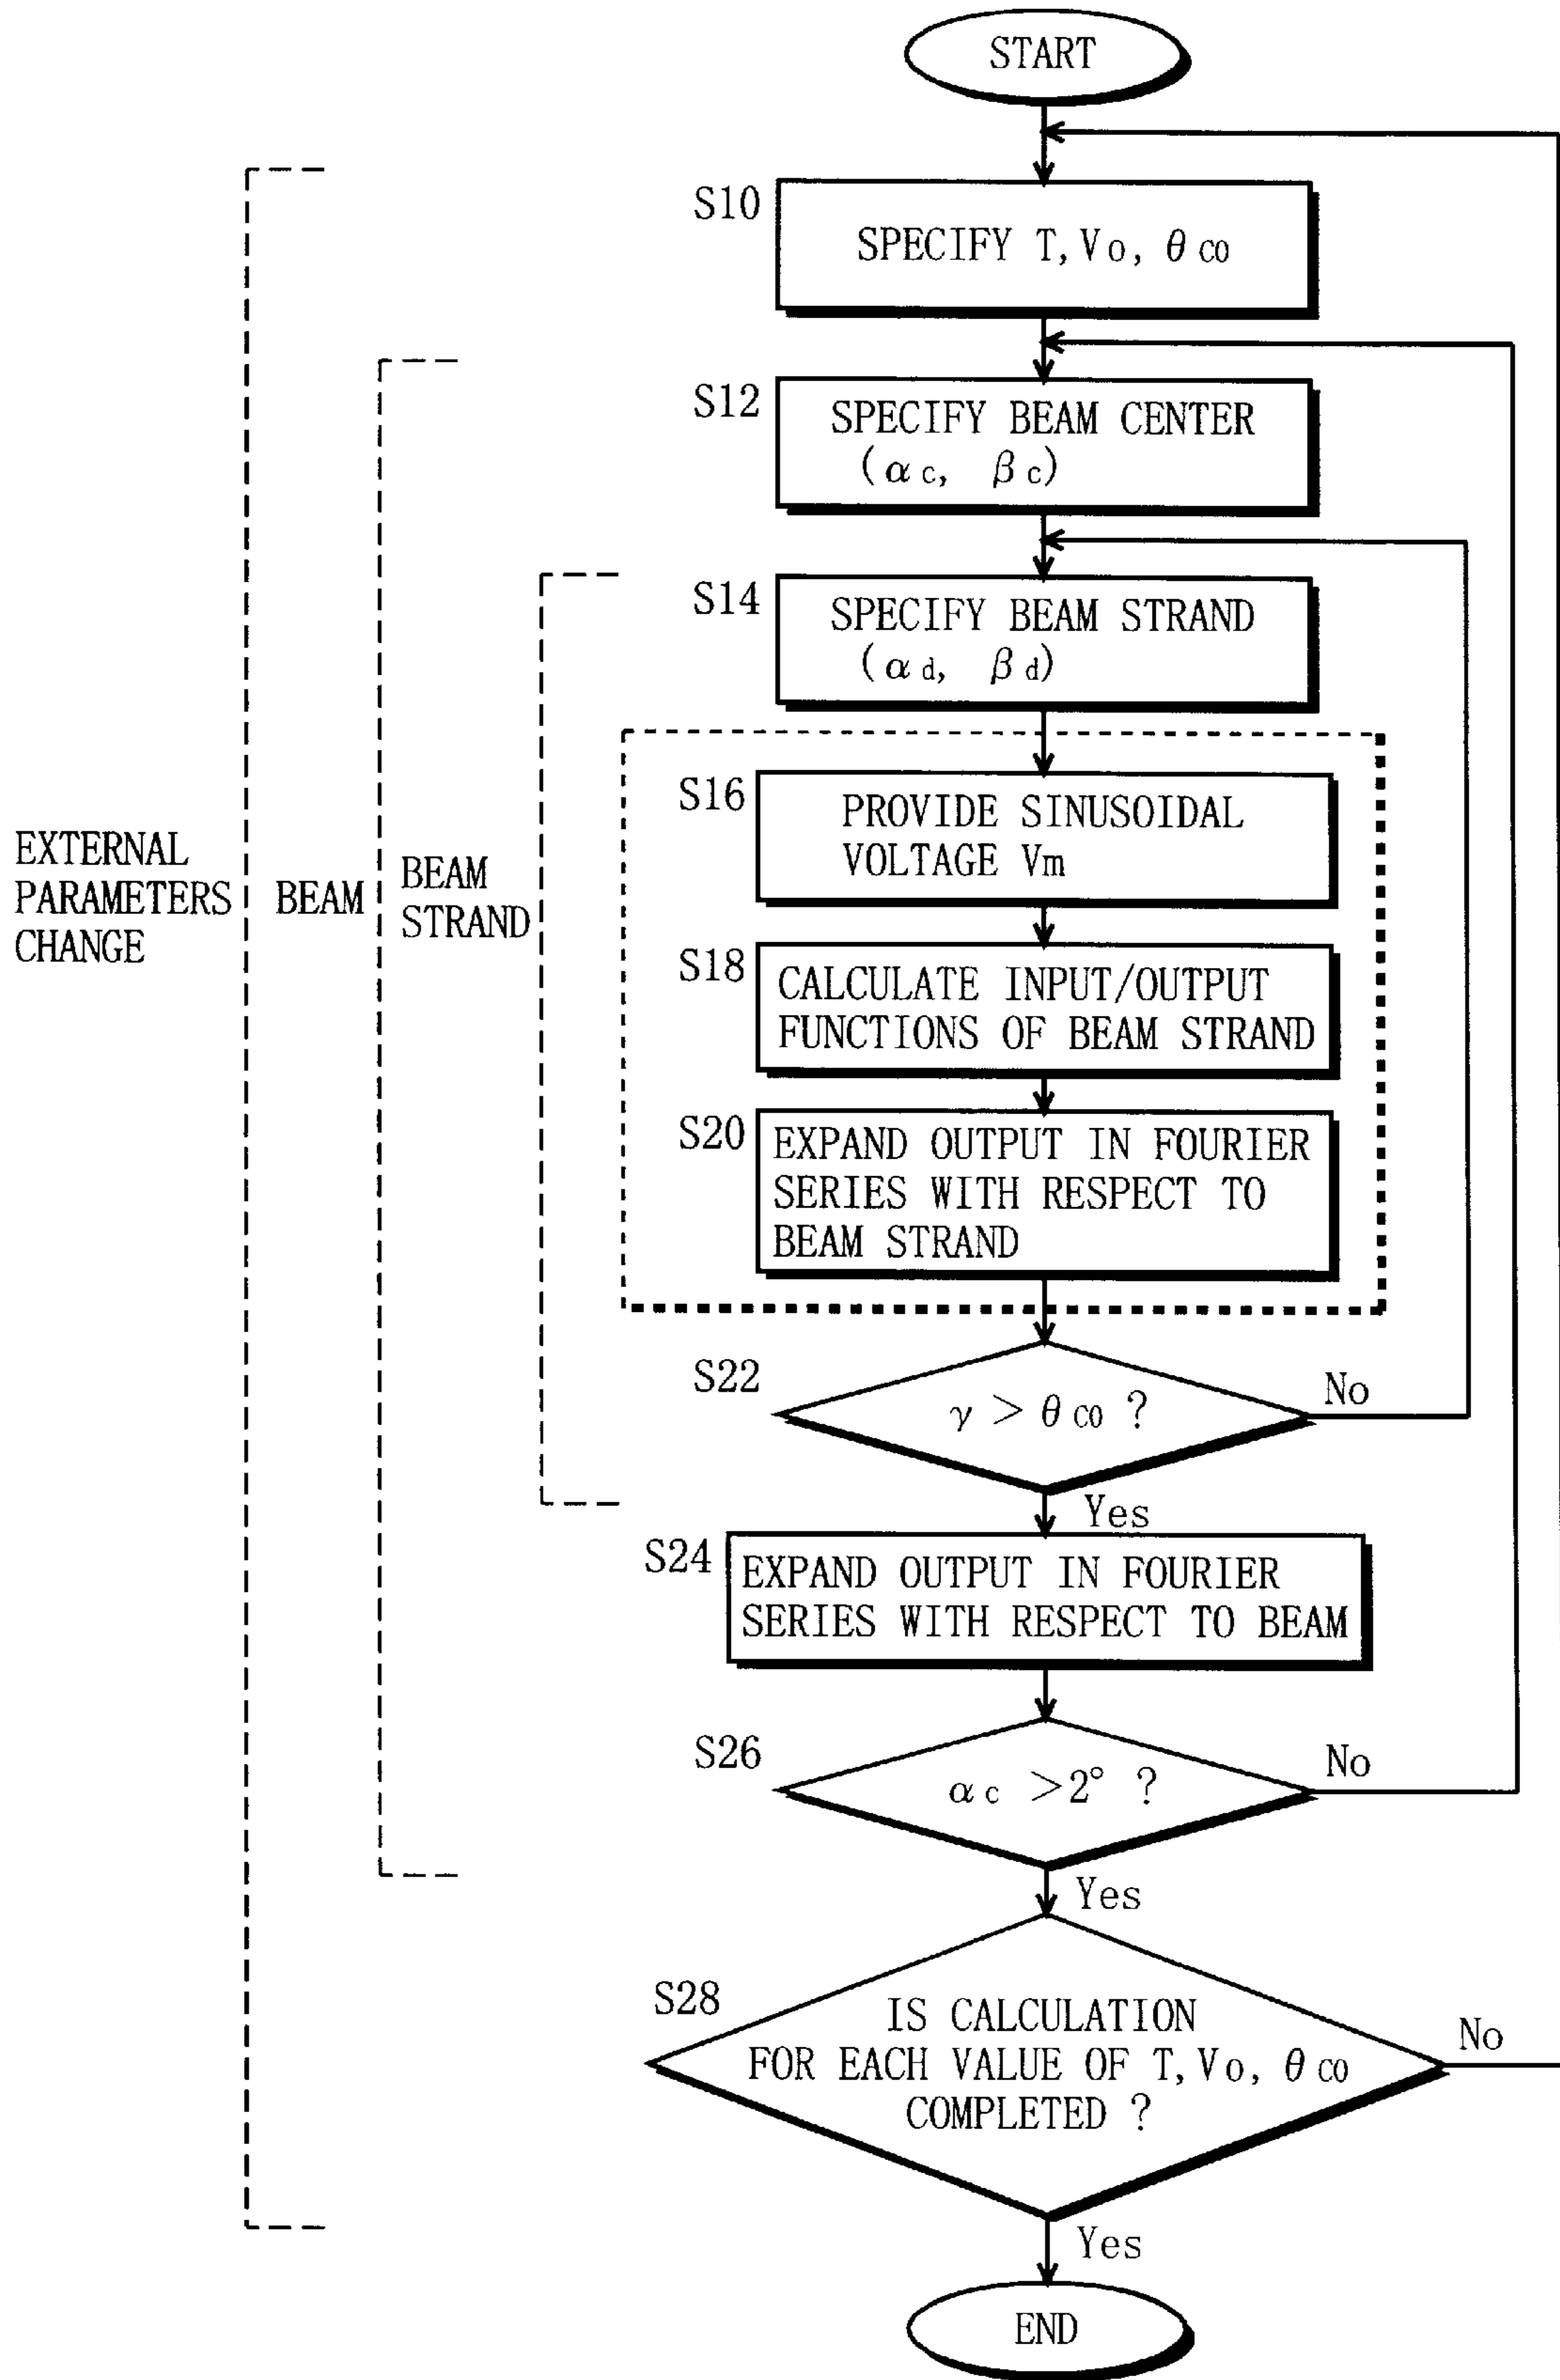 START
S10
SPECIFY T, Vo, θco
S12
SPECIFY BEAM CENTER
(αc, βc)
S14
SPECIFY BEAM STRAND
(αd, βd)
S16
PROVIDE SINUSOIDAL
VOLTAGE Vm
EXTERNAL
PARAMETERS
CHANGE
BEAM
BEAM
STRAND
S18
CALCULATE INPUT/OUTPUT
FUNCTIONS OF BEAM STRAND
S20
EXPAND OUTPUT IN FOURIER
SERIES WITH RESPECT TO
BEAM STRAND
S22
γ > θco ?
No
Yes
S24
EXPAND OUTPUT IN FOURIER
SERIES WITH RESPECT TO BEAM
S26
αc >2° ?
No
Yes
S28
IS CALCULATION
FOR EACH VALUE OF T, Vo, θco
COMPLETED ?
No
Yes
END